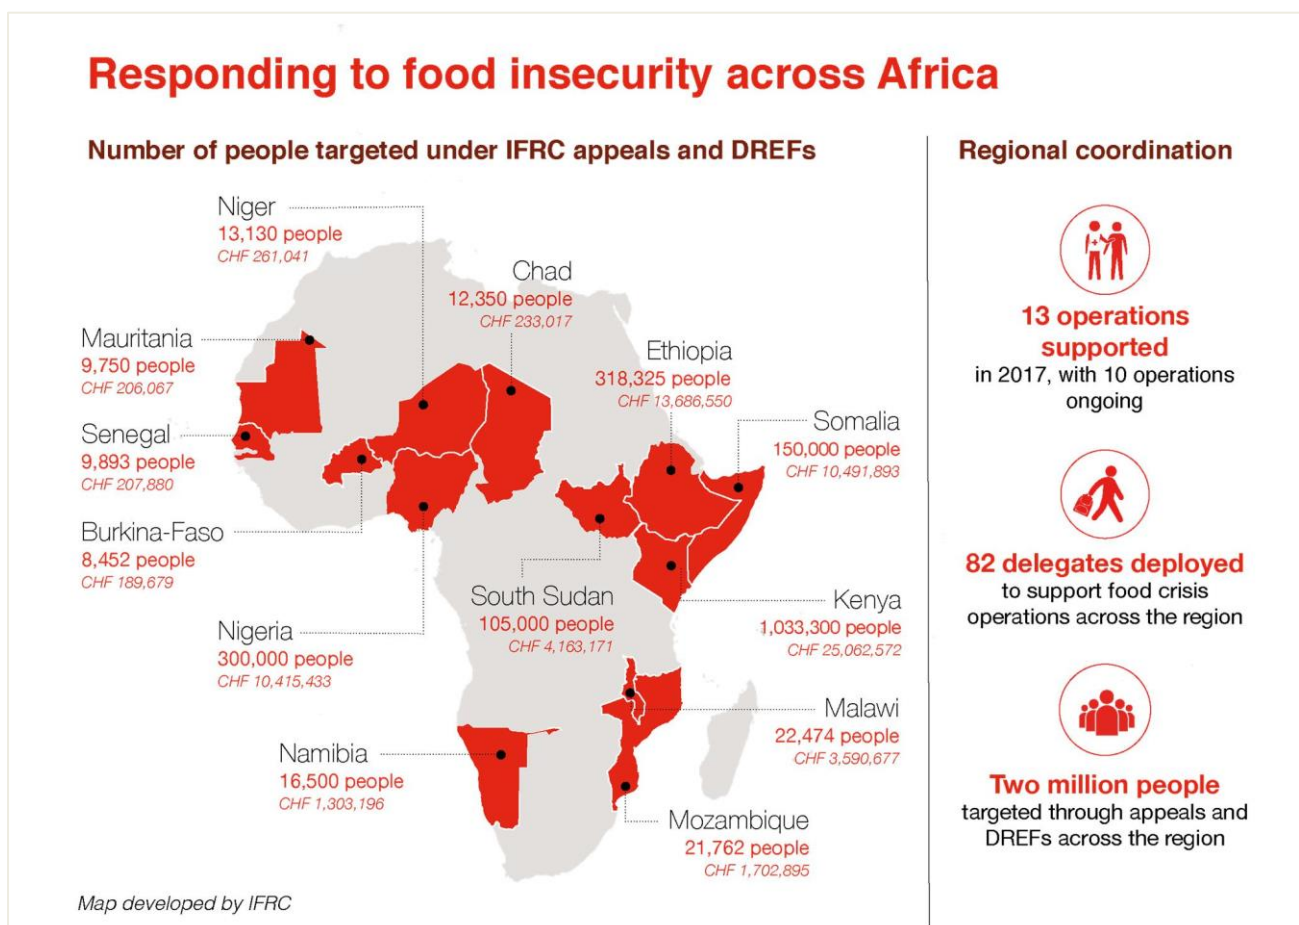 Responding to food insecurity across Africa
Number of people targeted under IFRC appeals and DREFs
Niger
13,130 people
CHF 261,041
Chad
12,350 people
CHF 233,017
Mauritania
9,750 people
CHF 206,067
Ethiopia
318,325 people
CHF 13,686,550
Senegal
9,893 people
CHF 207,880
Somalia
150,000 people
CHF 10,491,893
Burkina-Faso
8,452 people
CHF 189,679
South Sudan
105,000 people
CHF 4,163,171
Kenya
1,033,300 people
CHF 25,062,572
Nigeria
300,000 people
CHF 10,415,433
Malawi
22,474 people
CHF 3,590,677
Namibia
16,500 people
CHF 1,303,196
Mozambique
21,762 people
CHF 1,702,895
Map developed by IFRC
Regional coordination
13 operations
supported
in 2017, with 10 operations
ongoing
82 delegates deployed
to support food crisis
operations across the region
Two million people
targeted through appeals and
DREFs across the region